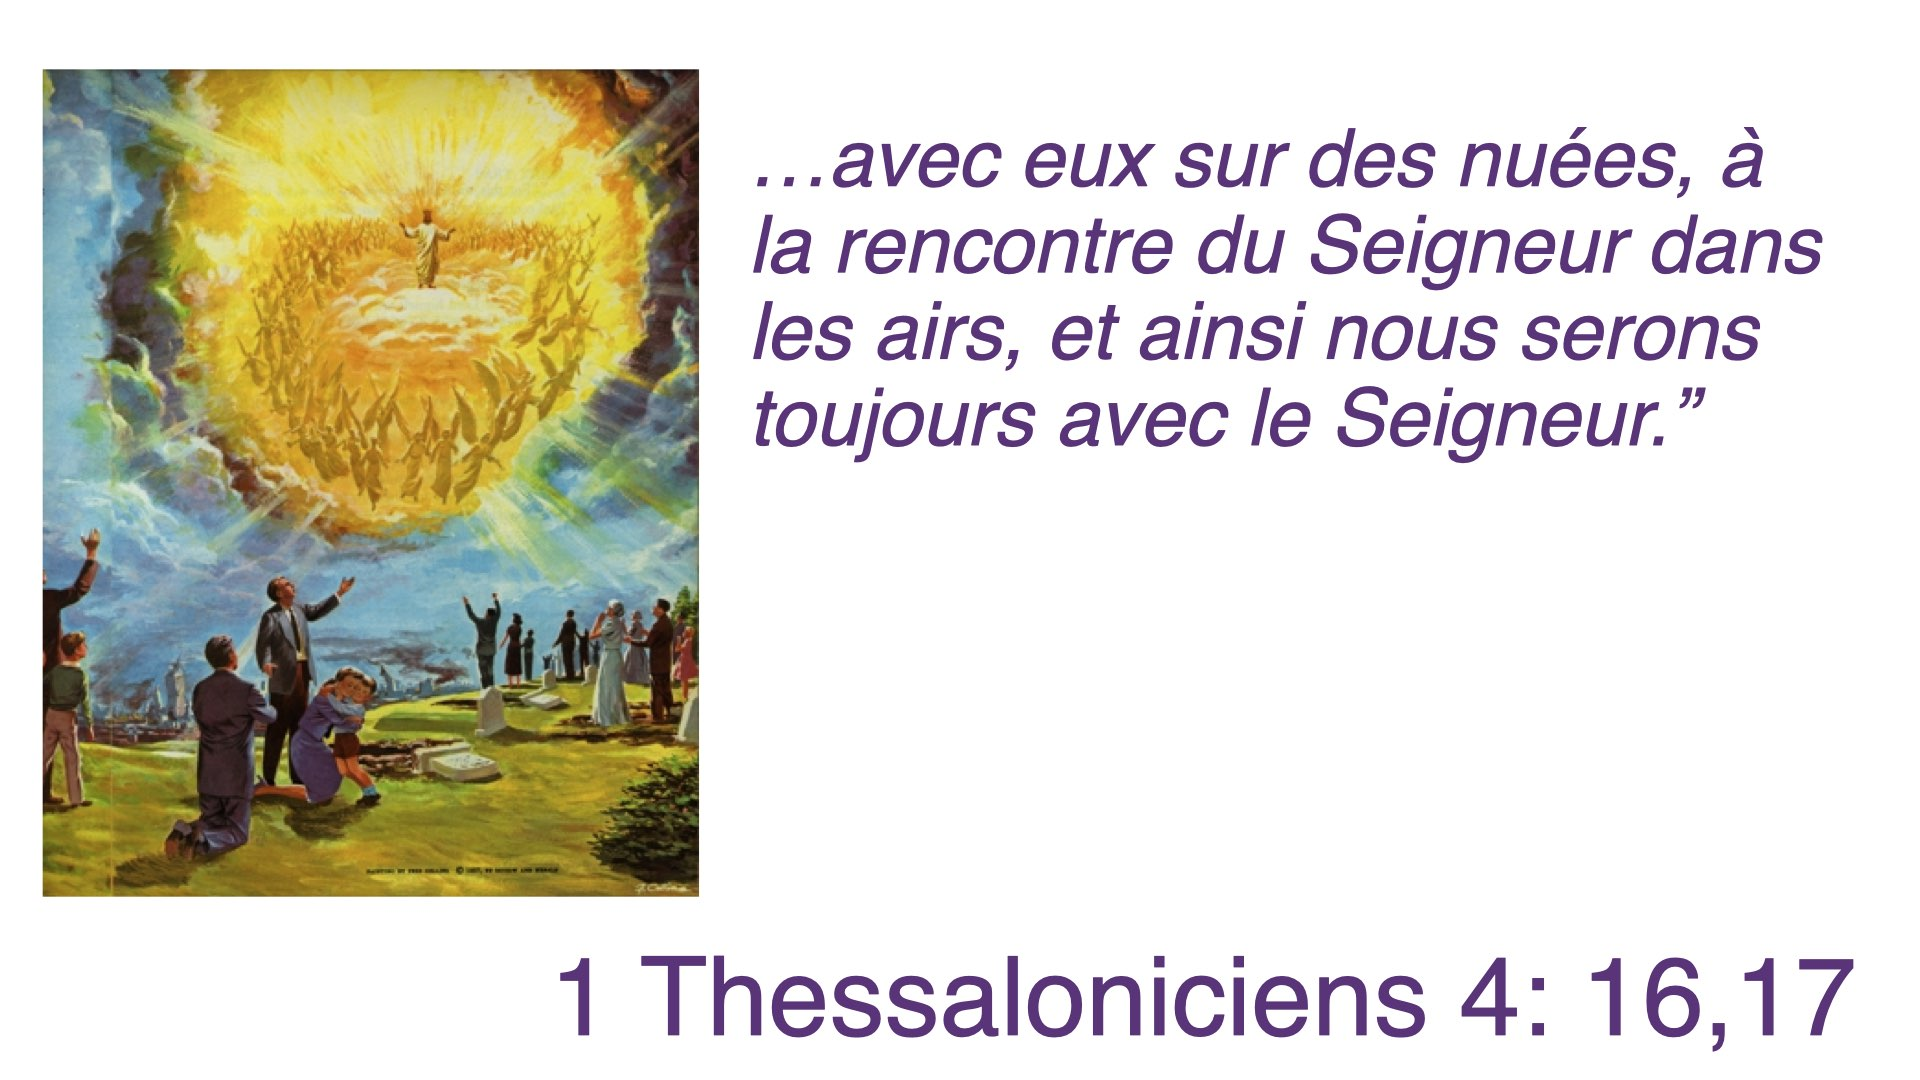 …avec eux sur des nuées, à
la rencontre du Seigneur dans
les airs, et ainsi nous serons
toujours avec le Seigneur.”
1 Thessaloniciens 4: 16,17